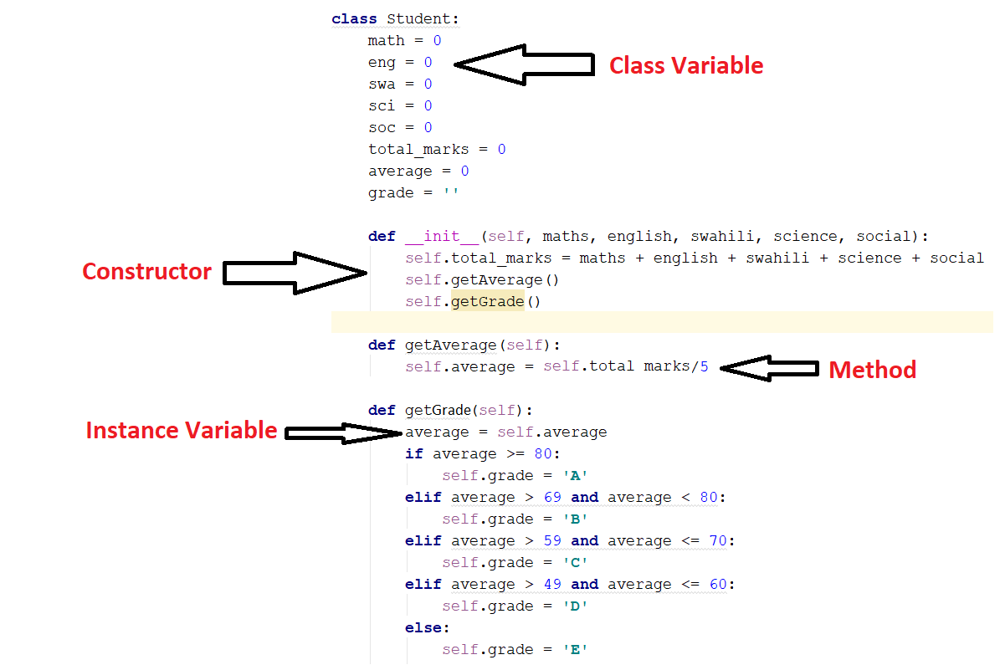 class Student:
math = 0
eng = 0
Class Variable
swa = 0
sci = 0
soc = 0
total_marks = 0
average = 0
grade = ''
def __init__(self, maths, english, swahili, science, social):
self.total_marks = maths + english + swahili + science + social
Constructor
self.getAverage()
self.getGrade()
def getAverage(self):
self.average = self.total marks/5
Method
def getGrade(self):
Instance Variable
average = self.average
if average >= 80:
self.grade = 'A'
elif average > 69 and average < 80:
self.grade = 'B'
elif average > 59 and average <= 70:
self.grade = 'C'
elif average > 49 and average <= 60:
self.grade = 'D'
else:
self.grade = 'E'